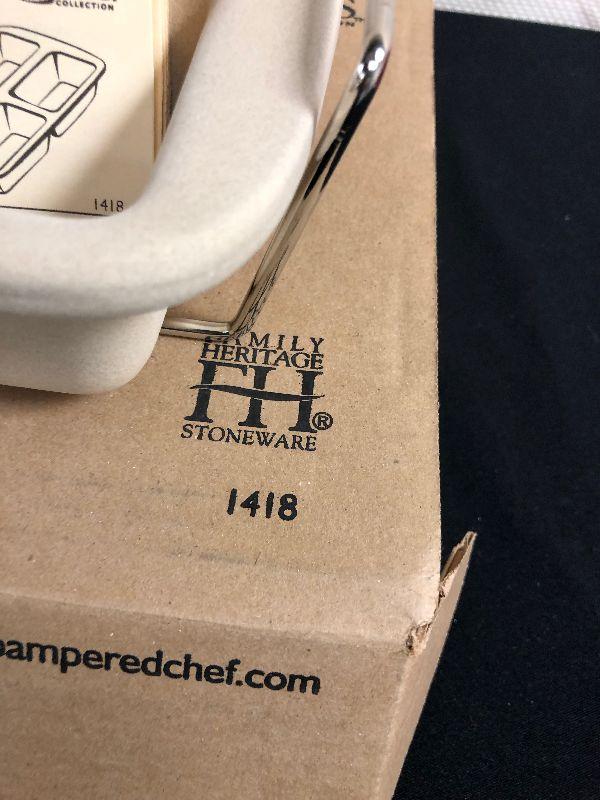 COLLECTION
1418
FAMILY
HERITAGE
FH®
STONEWARE
1418
pamperedchef.com